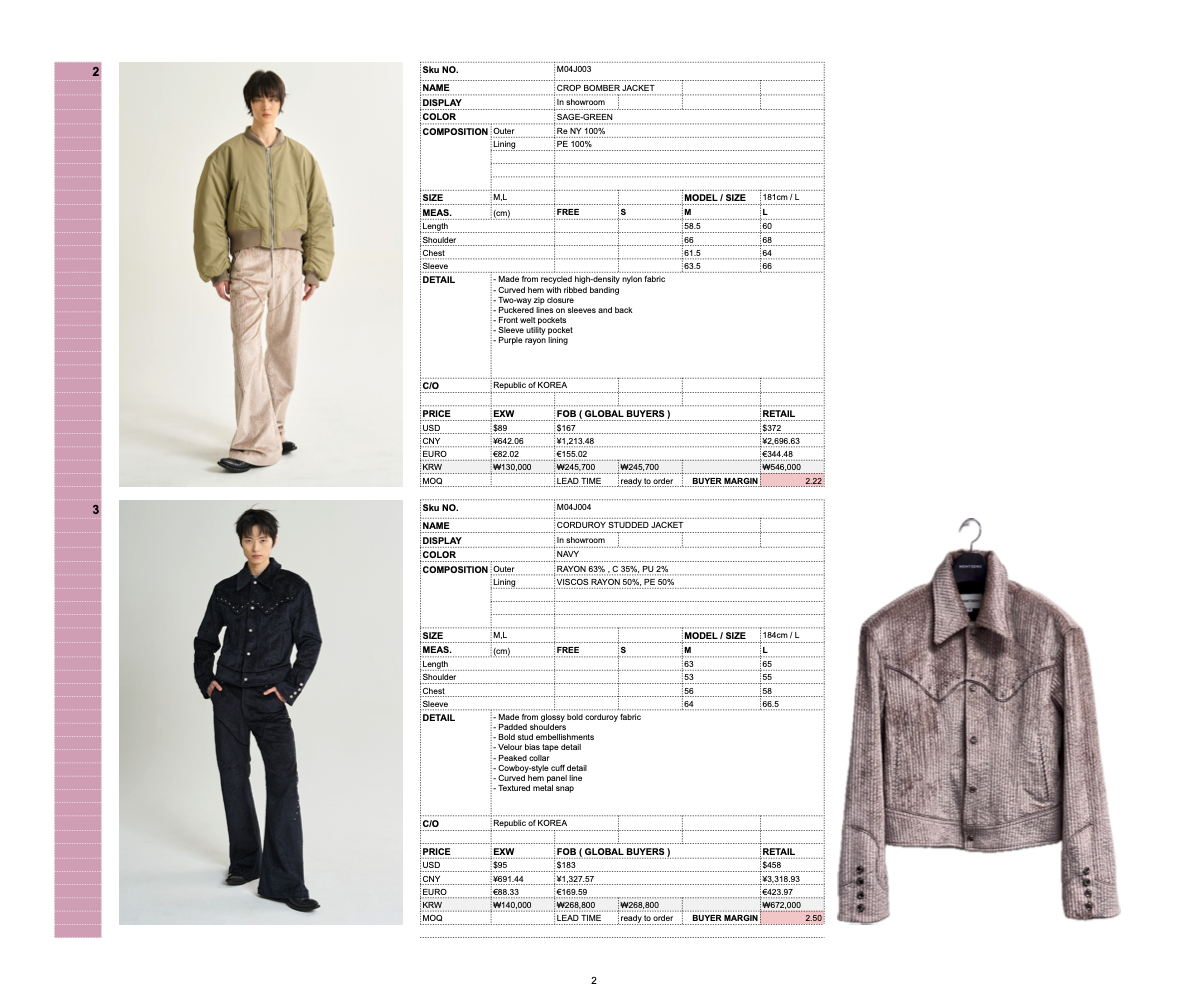 2
Sku NO. M04J003
NAME CROP BOMBER JACKET
DISPLAY In showroom
COLOR SAGE-GREEN
COMPOSITION Outer Re NY 100%
Lining PE 100%
SIZE M,L MODEL / SIZE 181cm / L
MEAS. (cm) FREE S M L
Length 58.5 60
Shoulder 66 68
Chest 61.5 64
Sleeve 63.5 66
DETAIL - Made from recycled high-density nylon fabric
- Curved hem with ribbed banding
- Two-way zip closure
- Puckered lines on sleeves and back
- Front welt pockets
- Sleeve utility pocket
- Purple rayon lining
C/O Republic of KOREA
PRICE EXW FOB ( GLOBAL BUYERS ) RETAIL
USD $89 $167 $372
CNY ¥642.06 ¥1,213.48 ¥2,696.63
EURO €82.02 €155.02 €344.48
KRW ₩130,000 ₩245,700 ₩245,700 ₩546,000
MOQ LEAD TIME ready to order BUYER MARGIN 2.22
3
Sku NO. M04J004
NAME CORDUROY STUDDED JACKET
DISPLAY In showroom
COLOR NAVY
COMPOSITION Outer RAYON 63% , C 35%, PU 2%
Lining VISCOS RAYON 50%, PE 50%
SIZE M,L MODEL / SIZE 184cm / L
MEAS. (cm) FREE S M L
Length 63 65
Shoulder 53 55
Chest 56 58
Sleeve 64 66.5
DETAIL - Made from glossy bold corduroy fabric
- Padded shoulders
- Bold stud embellishments
- Velour bias tape detail
- Peaked collar
- Cowboy-style cuff detail
- Curved hem panel line
- Textured metal snap
C/O Republic of KOREA
PRICE EXW FOB ( GLOBAL BUYERS ) RETAIL
USD $95 $183 $458
CNY ¥691.44 ¥1,327.57 ¥3,318.93
EURO €88.33 €169.59 €423.97
KRW ₩140,000 ₩268,800 ₩268,800 ₩672,000
MOQ LEAD TIME ready to order BUYER MARGIN 2.50
2